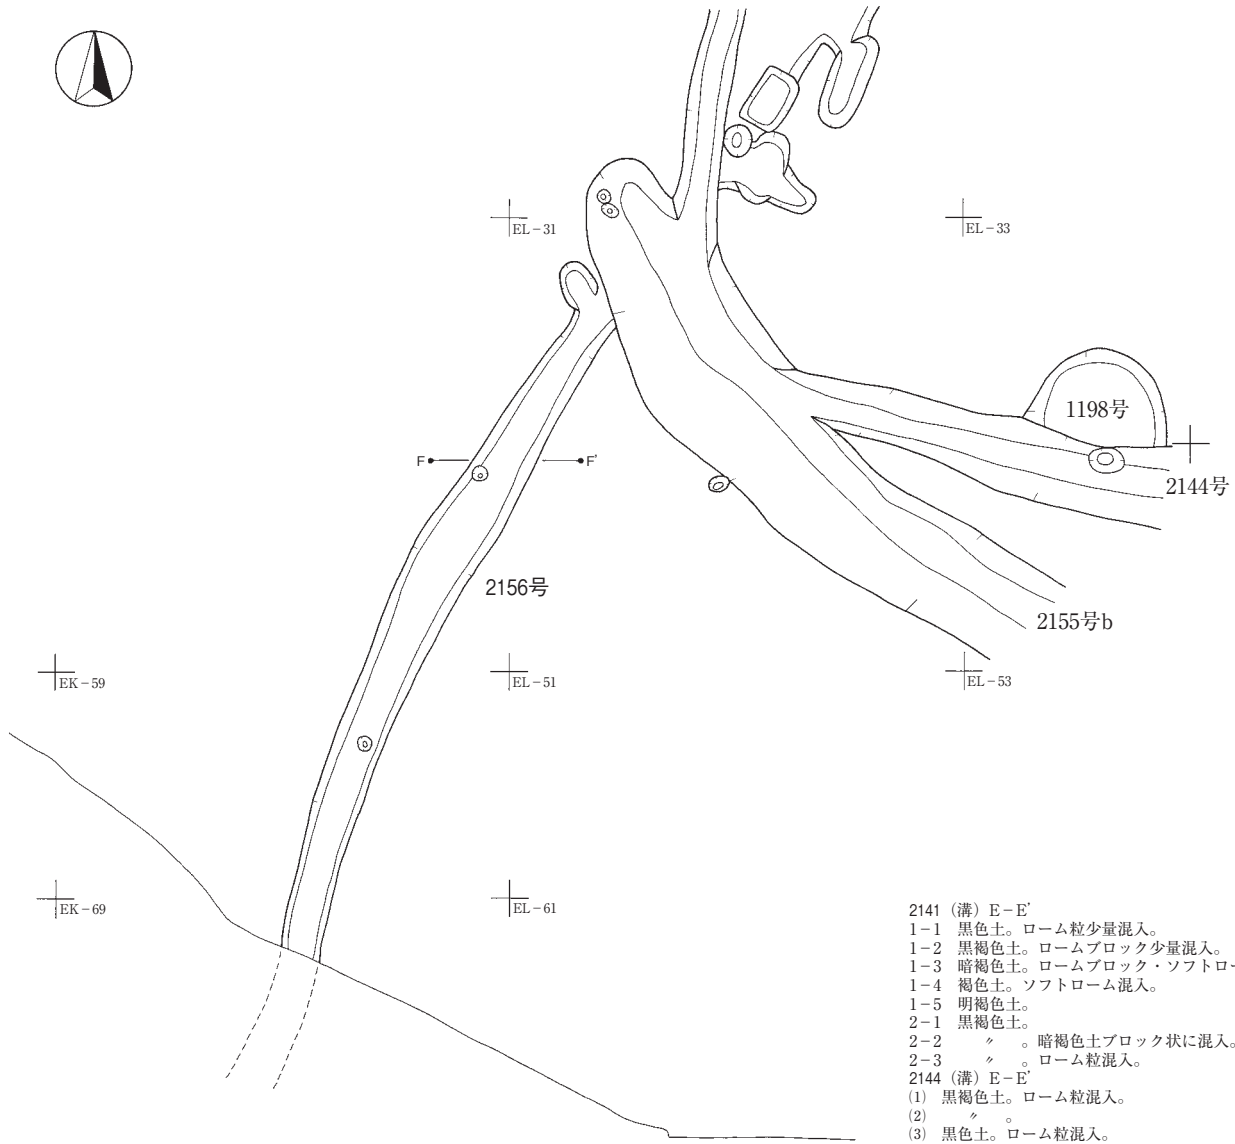 EL-31
EL-33
1198号
F
F'
2144号
2156号
2155号b
EK-59
EL-51
EL-53
EK-69
EL-61
2141（溝）E-E'
1-1　黒色土。ローム粒少量混入。
1-2　黒褐色土。ロームブロック少量混入。
1-3　暗褐色土。ロームブロック・ソフトロー
1-4　褐色土。ソフトローム混入。
1-5　明褐色土。
2-1　黒褐色土。
2-2　　〃　。暗褐色土ブロック状に混入。
2-3　　〃　。ローム粒混入。
2144（溝）E-E'
(1)　黒褐色土。ローム粒混入。
(2)　　〃　。
(3)　黒色土。ローム粒混入。